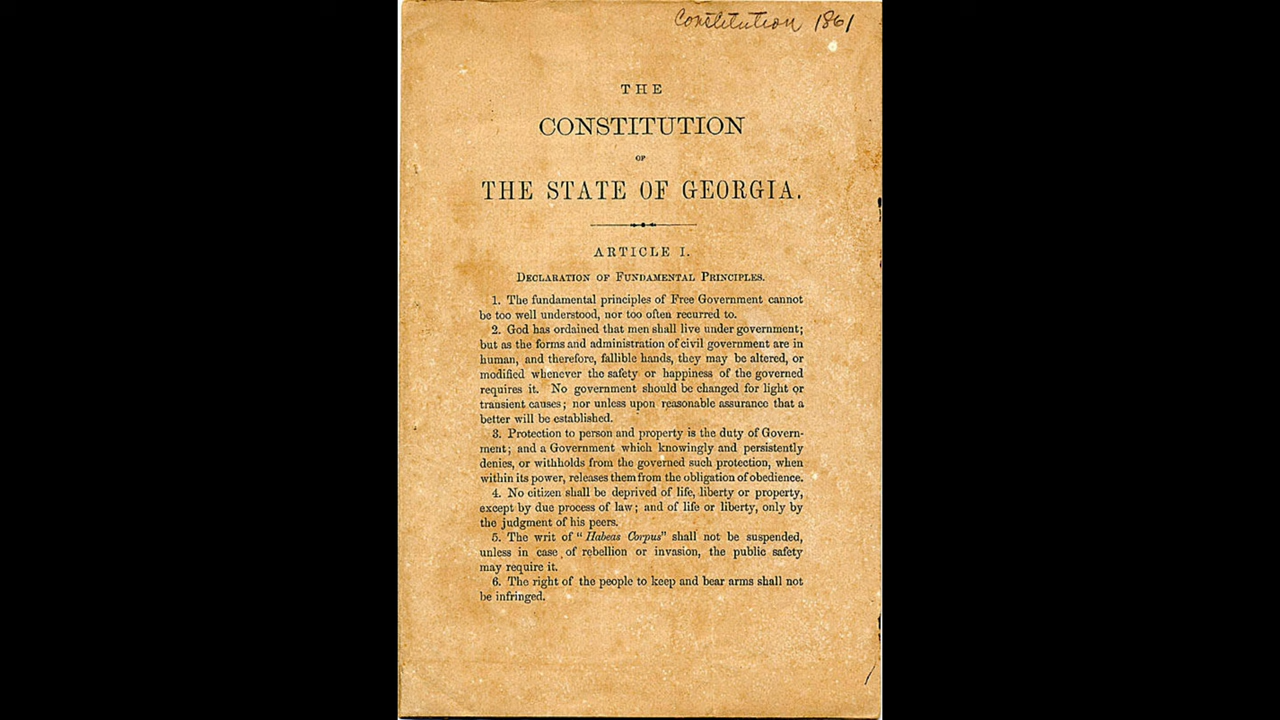 Constitution 1861
THE
CONSTITUTION
OF
THE STATE OF GEORGIA.
ARTICLE I.
DECLARATION OF FUNDAMENTAL PRINCIPLES.
1. The fundamental principles of Free Government cannot
be too well understood, nor too often recurred to.
2. God has ordained that men shall live under government;
but as the forms and administration of civil government are in
human, and therefore, fallible hands, they may be altered, or
modified whenever the safety or happiness of the governed
requires it. No government should be changed for light or
transient causes; nor unless upon reasonable assurance that a
better will be established.
3. Protection to person and property is the duty of Govern-
ment; and a Government which knowingly and persistently
denies, or withholds from the governed such protection, when
within its power, releases them from the obligation of obedience.
4. No citizen shall be deprived of life, liberty or property,
except by due process of law; and of life or liberty, only by
the judgment of his peers.
5. The writ of "Habeas Corpus" shall not be suspended,
unless in case of rebellion or invasion, the public safety
may require it.
6. The right of the people to keep and bear arms shall not
be infringed.